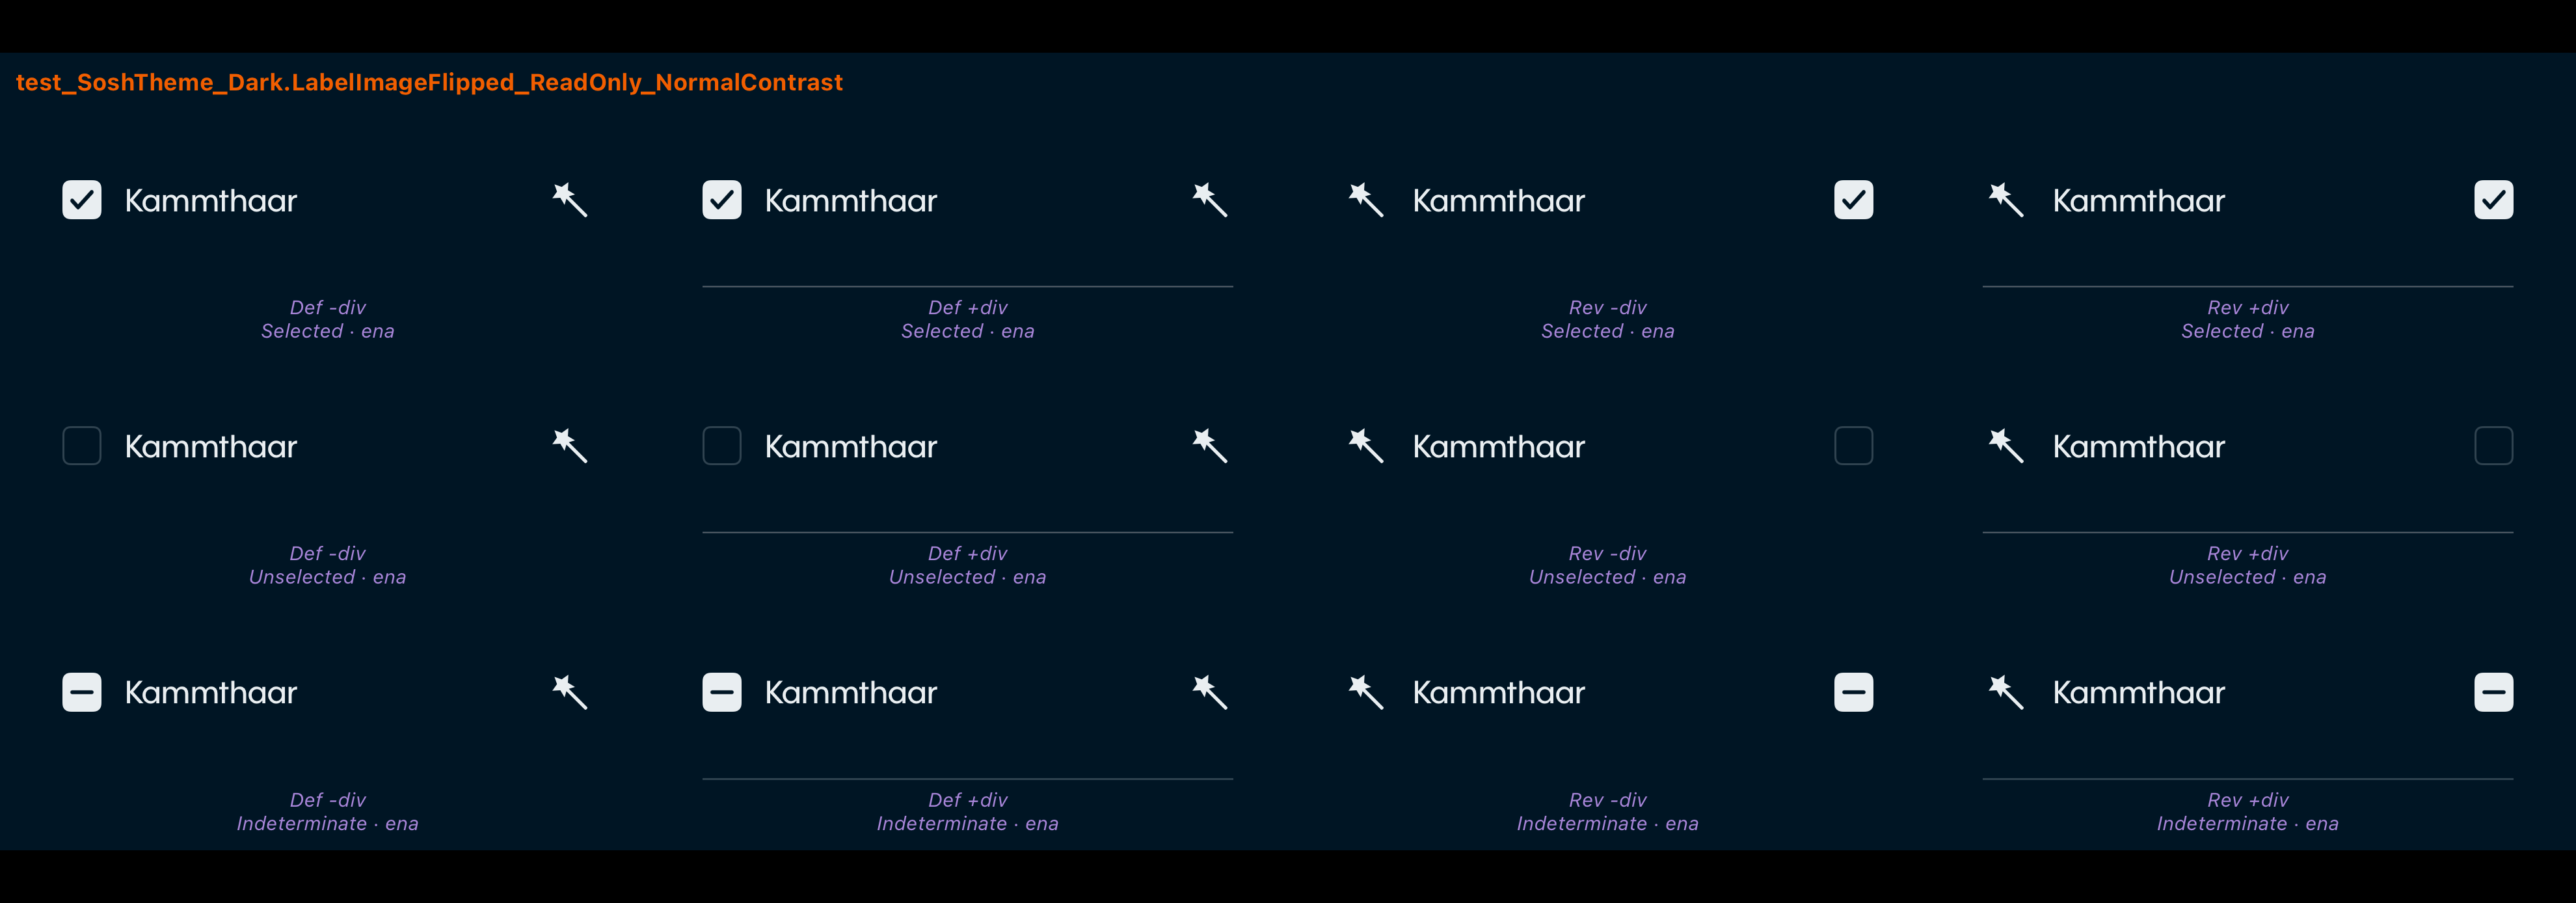 test_SoshTheme_Dark.LabelImageFlipped_ReadOnly_NormalContrast
Kammthaar
Kammthaar
Kammthaar
Kammthaar
Def -div
Selected · ena
Def +div
Selected · ena
Rev -div
Selected · ena
Rev +div
Selected · ena
Kammthaar
Kammthaar
Kammthaar
Kammthaar
Def -div
Unselected · ena
Def +div
Unselected · ena
Rev -div
Unselected · ena
Rev +div
Unselected · ena
Kammthaar
Kammthaar
Kammthaar
Kammthaar
Def -div
Indeterminate · ena
Def +div
Indeterminate · ena
Rev -div
Indeterminate · ena
Rev +div
Indeterminate · ena